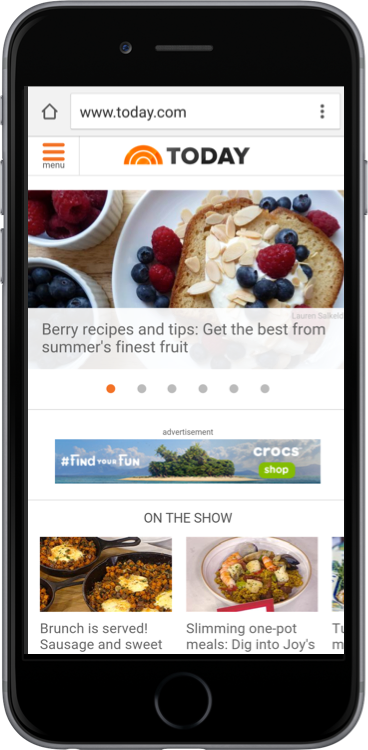 www.today.com
menu
TODAY
Lauren Salkeld
Berry recipes and tips: Get the best from
summer's finest fruit
advertisement
#FIND YOUR FUN
crocs
shop
ON THE SHOW
Brunch is served!
Sausage and sweet
Slimming one-pot
meals: Dig into Joy's
Tu
m